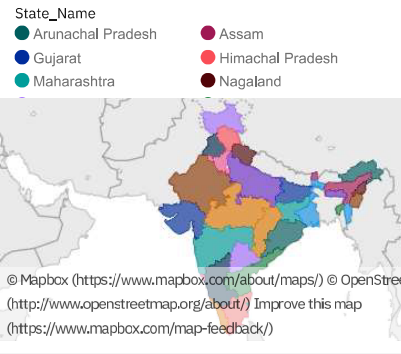 State_Name
Arunachal Pradesh
Assam
Gujarat
Himachal Pradesh
Maharashtra
Nagaland
© Mapbox (https://www.mapbox.com/about/maps/) © OpenStre
(http://www.openstreetmap.org/about/) Improve this map
(https://www.mapbox.com/map-feedback/)